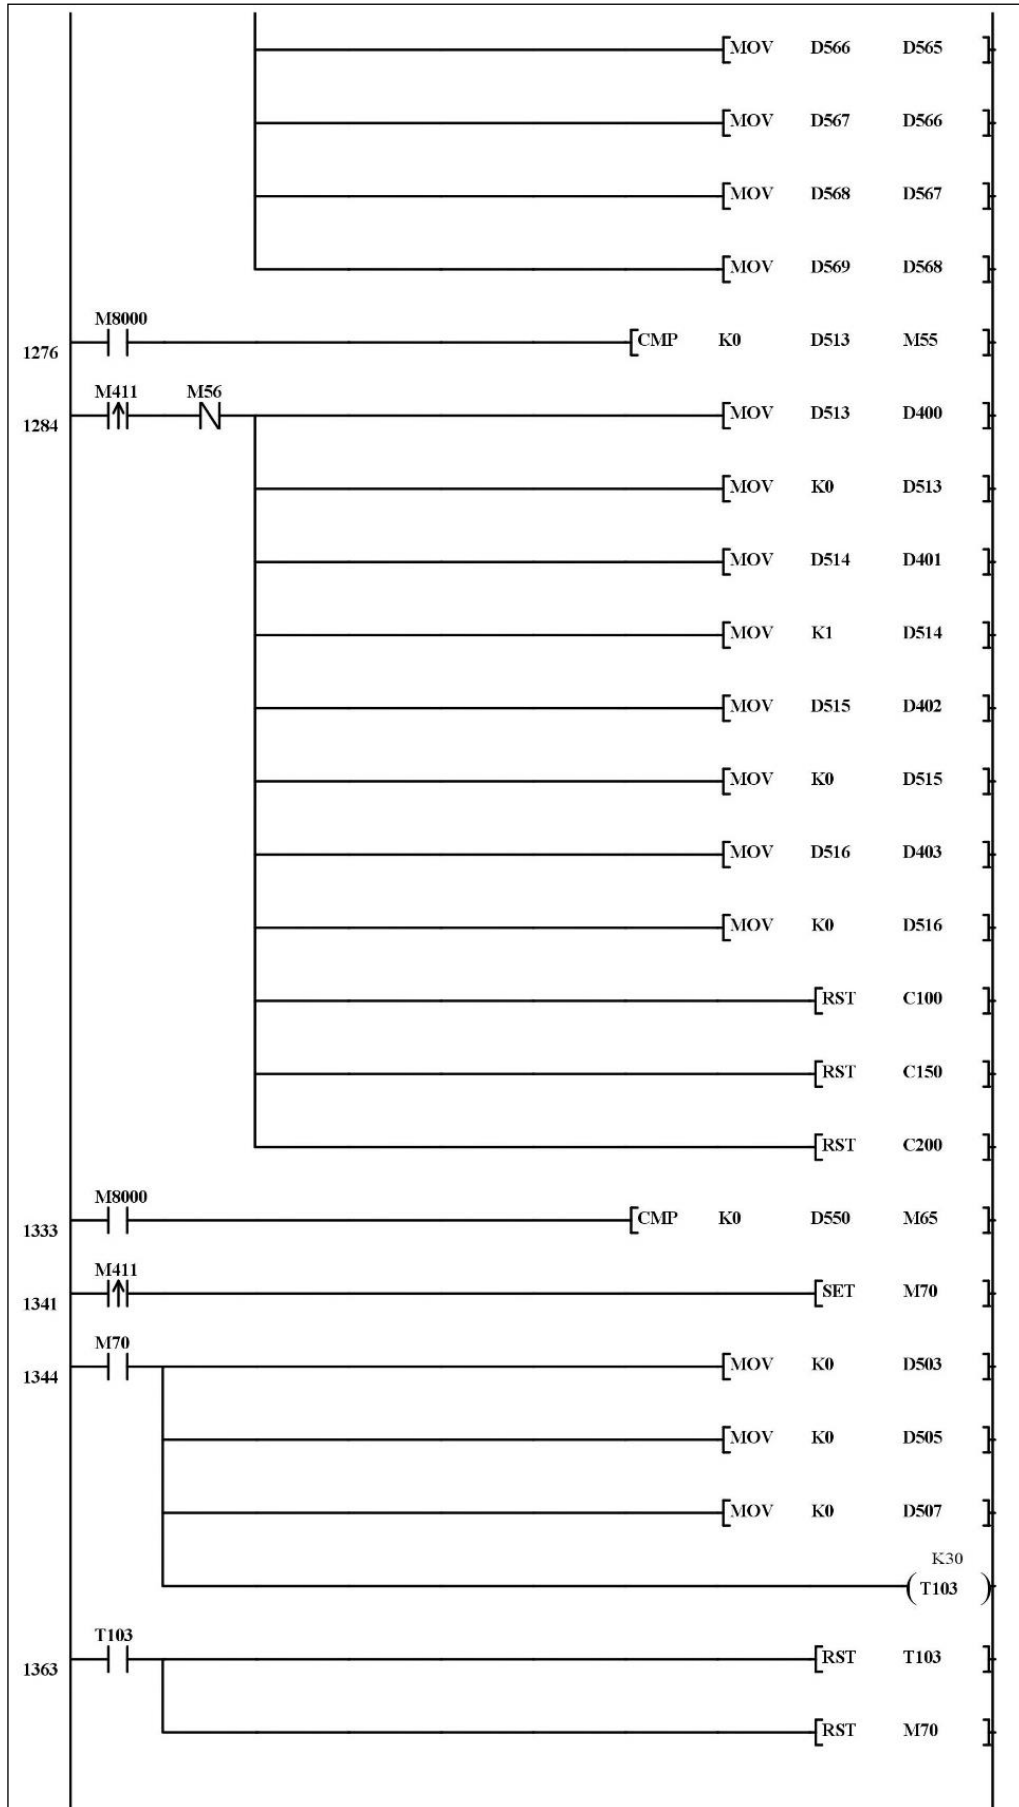 MOV D566 D565
MOV D567 D566
MOV D568 D567
MOV D569 D568
M8000
1276 CMP K0 D513 M55
M411 M56
1284 MOV D513 D400
MOV K0 D513
MOV D514 D401
MOV K1 D514
MOV D515 D402
MOV K0 D515
MOV D516 D403
MOV K0 D516
RST C100
RST C150
RST C200
M8000
1333 CMP K0 D550 M65
M411
1341 SET M70
M70
1344 MOV K0 D503
MOV K0 D505
MOV K0 D507
K30
T103
T103
1363 RST T103
RST M70